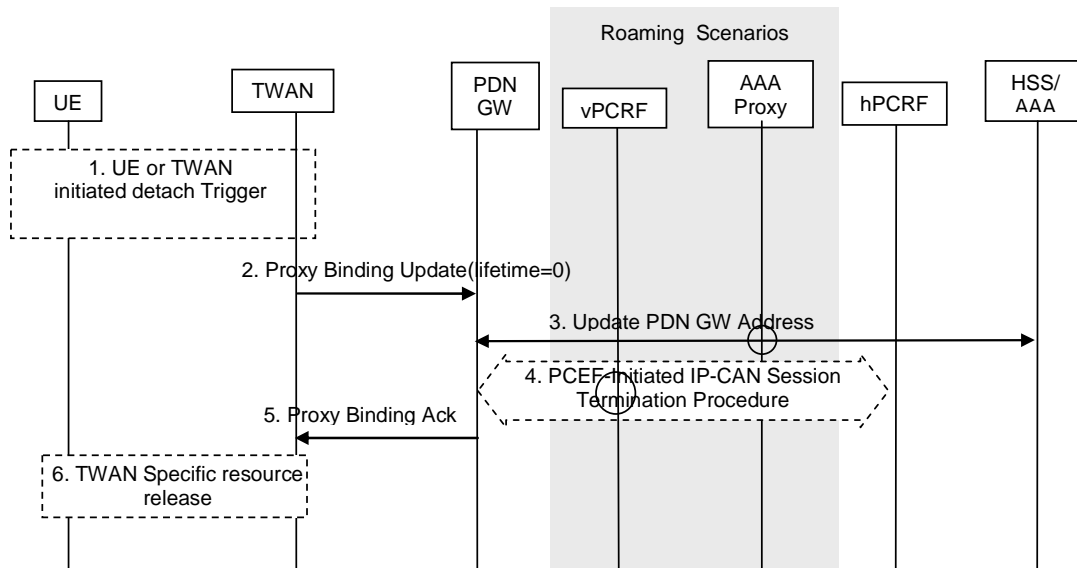 Roaming Scenarios
UE
TWAN
PDN
GW
vPCRF
AAA
Proxy
hPCRF
HSS/
AAA
1. UE or TWAN
initiated detach Trigger
2. Proxy Binding Update(lifetime=0)
3. Update PDN GW Address
4. PCEF-Initiated IP-CAN Session
Termination Procedure
5. Proxy Binding Ack
6. TWAN Specific resource
release